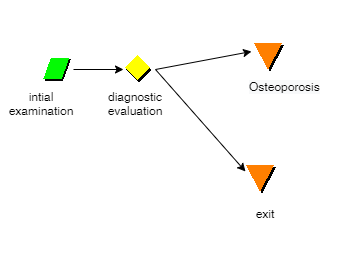 intial
examination
diagnostic
evaluation
Osteoporosis
exit